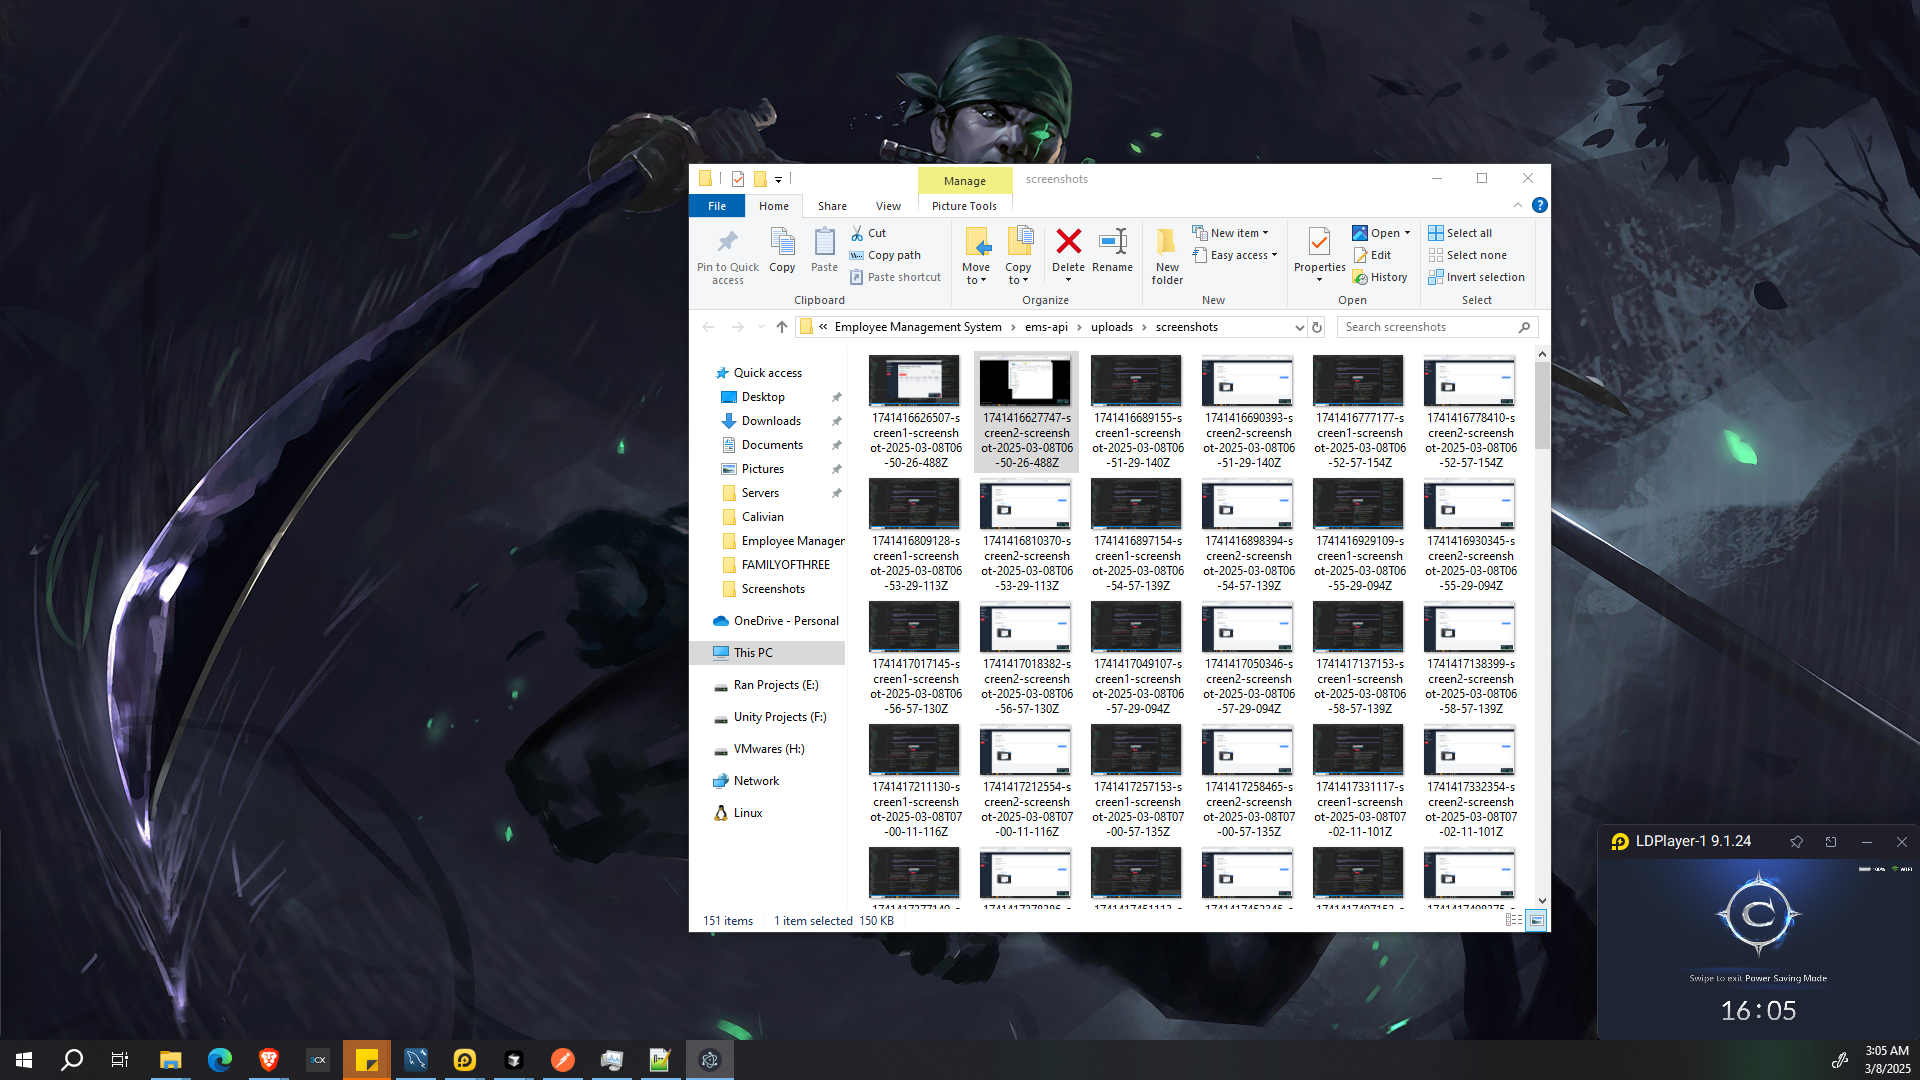 Manage
screenshots
File
Home
Share
View
Picture Tools
Pin to Quick access
Copy
Paste
Cut
Copy path
Paste shortcut
Clipboard
Move to
Copy to
Delete
Rename
Organize
New folder
New item
Easy access
New
Properties
Open
Edit
History
Open
Select all
Select none
Invert selection
Select
« Employee Management System › ems-api › uploads › screenshots
Search screenshots
Quick access
Desktop
Downloads
Documents
Pictures
Servers
Calivian
Employee Manager
FAMILYOFTHREE
Screenshots
OneDrive - Personal
This PC
Ran Projects (E:)
Unity Projects (F:)
VMwares (H:)
Network
Linux
1741416626507-screen1-screenshot-2025-03-08T06-50-26-488Z
1741416627747-screen2-screenshot-2025-03-08T06-50-26-488Z
1741416689155-screen1-screenshot-2025-03-08T06-51-29-140Z
1741416690393-screen2-screenshot-2025-03-08T06-51-29-140Z
1741416777177-screen1-screenshot-2025-03-08T06-52-57-154Z
1741416778410-screen2-screenshot-2025-03-08T06-52-57-154Z
1741416809128-screen1-screenshot-2025-03-08T06-53-29-113Z
1741416810370-screen2-screenshot-2025-03-08T06-53-29-113Z
1741416897154-screen1-screenshot-2025-03-08T06-54-57-139Z
1741416898394-screen2-screenshot-2025-03-08T06-54-57-139Z
1741416929109-screen1-screenshot-2025-03-08T06-55-29-094Z
1741416930345-screen2-screenshot-2025-03-08T06-55-29-094Z
1741417017145-screen1-screenshot-2025-03-08T06-56-57-130Z
1741417018382-screen2-screenshot-2025-03-08T06-56-57-130Z
1741417049107-screen1-screenshot-2025-03-08T06-57-29-094Z
1741417050346-screen2-screenshot-2025-03-08T06-57-29-094Z
1741417137153-screen1-screenshot-2025-03-08T06-58-57-139Z
1741417138399-screen2-screenshot-2025-03-08T06-58-57-139Z
1741417211130-screen1-screenshot-2025-03-08T07-00-11-116Z
1741417212554-screen2-screenshot-2025-03-08T07-00-11-116Z
1741417257153-screen1-screenshot-2025-03-08T07-00-57-135Z
1741417258465-screen2-screenshot-2025-03-08T07-00-57-135Z
1741417331117-screen1-screenshot-2025-03-08T07-02-11-101Z
1741417332354-screen2-screenshot-2025-03-08T07-02-11-101Z
151 items
1 item selected 150 KB
LDPlayer-1 9.1.24
Swipe to exit Power Saving Mode
16:05
3CX
3:05 AM
3/8/2025